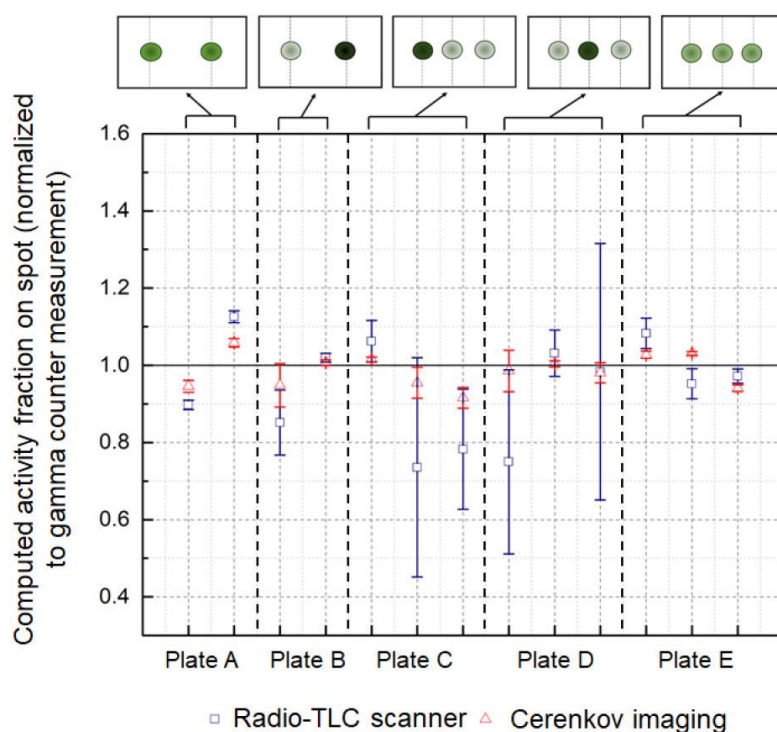 Computed activity fraction on spot (normalized
to gamma counter measurement)
1.6
1.4
1.2
1.0
0.8
0.6
0.4
Plate A Plate B Plate C Plate D Plate E
Radio-TLC scanner Cerenkov imaging